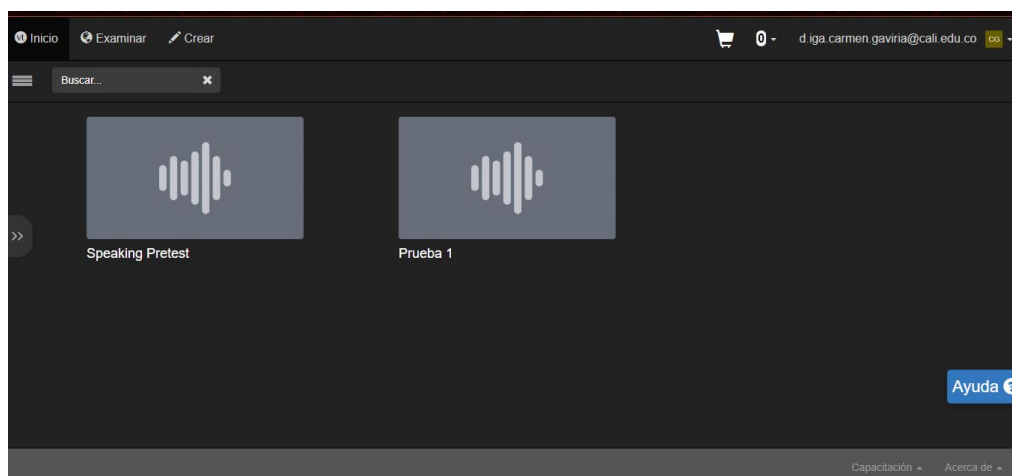 vt Inicio Examinar Crear 0 d.iga.carmen.gaviria@cali.edu.co CG
Buscar...
Speaking Pretest Prueba 1
Ayuda ?
Capacitación Acerca de